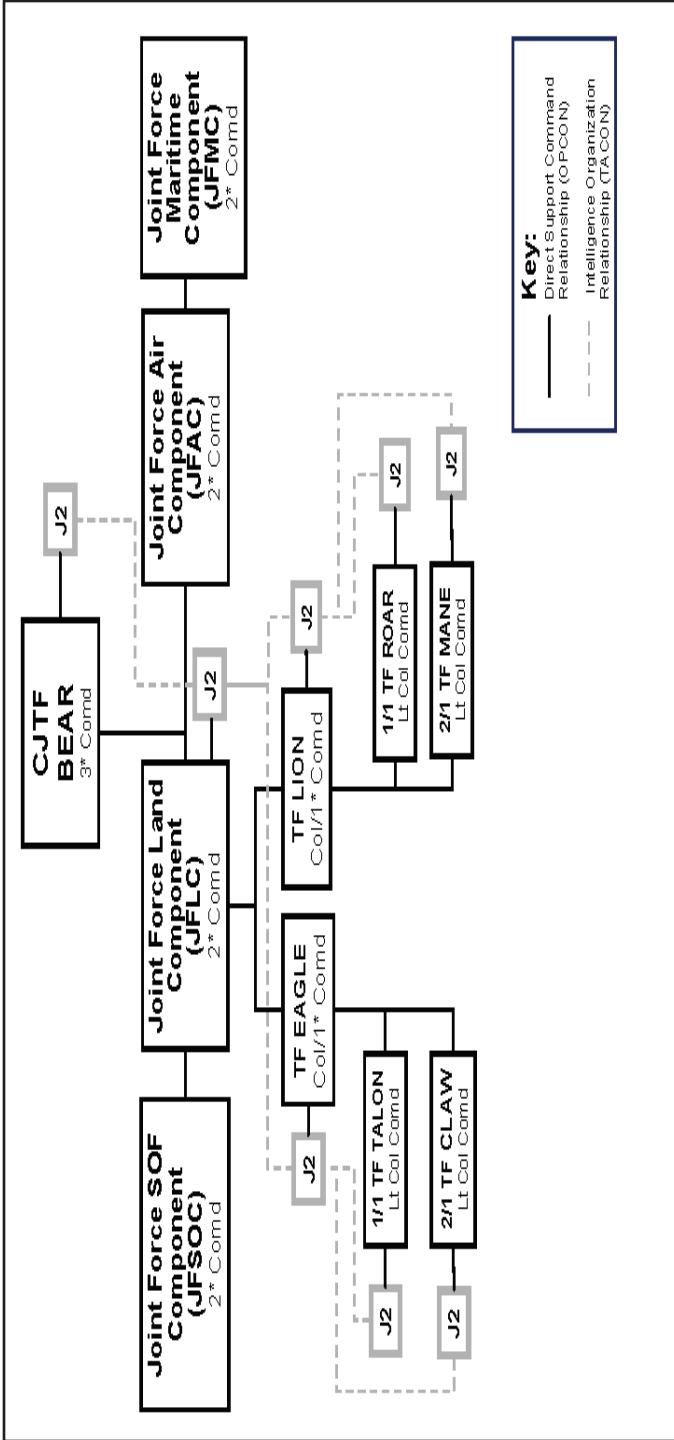 CJTF
BEAR
3* Comd
J2
Joint Force SOF
Component
(JFSOC)
2* Comd
Joint Force Land
Component
(JFLC)
2* Comd
J2
Joint Force Air
Component
(JFAC)
2* Comd
Joint Force
Maritime
Component
(JFMC)
2* Comd
J2
TF EAGLE
Col/1* Comd
TF LION
Col/1* Comd
J2
J2
1/1 TF TALON
Lt Col Comd
1/1 TF ROAR
Lt Col Comd
J2
J2
2/1 TF CLAW
Lt Col Comd
2/1 TF MANE
Lt Col Comd
J2
Key:
Direct Support Command
Relationship (OPCON)
Intelligence Organization
Relationship (TACON)